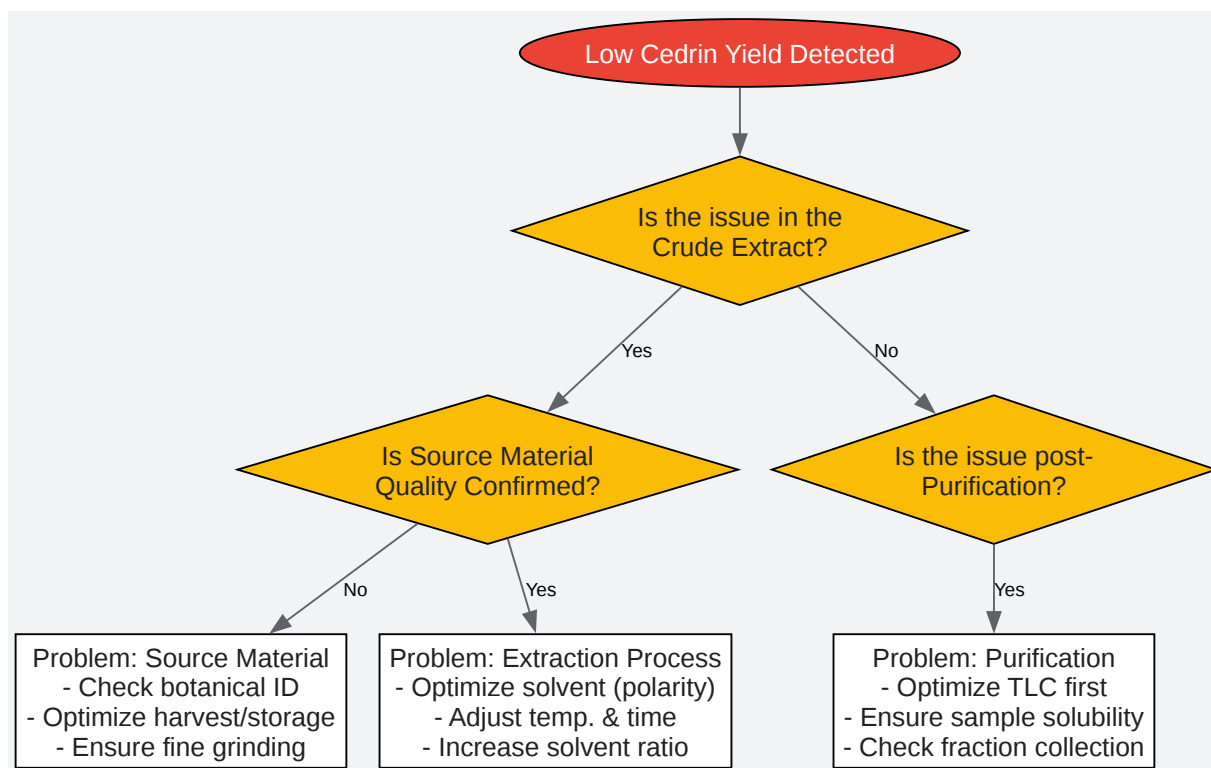 Low Cedrin Yield Detected
Is the issue in the
Crude Extract?
Yes
No
Is Source Material
Quality Confirmed?
Is the issue post-
Purification?
No
Yes
Yes
Problem: Source Material
- Check botanical ID
- Optimize harvest/storage
- Ensure fine grinding
Problem: Extraction Process
- Optimize solvent (polarity)
- Adjust temp. & time
- Increase solvent ratio
Problem: Purification
- Optimize TLC first
- Ensure sample solubility
- Check fraction collection